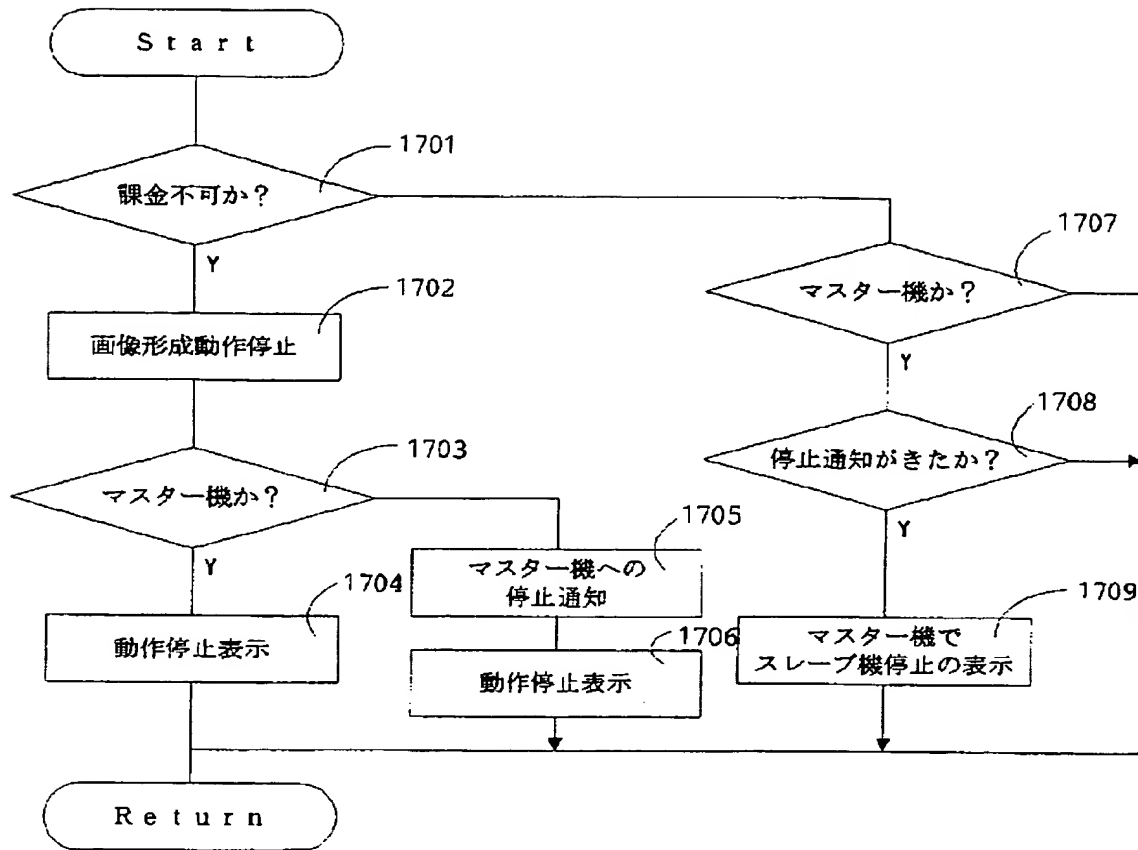 Start
1701
課金不可か？
Y
1702
画像形成動作停止
1703
マスター機か？
Y
1704
動作停止表示
1705
マスター機への
停止通知
1706
動作停止表示
1707
マスター機か？
Y
1708
停止通知がきたか？
Y
1709
マスター機で
スレーブ機停止の表示
Return